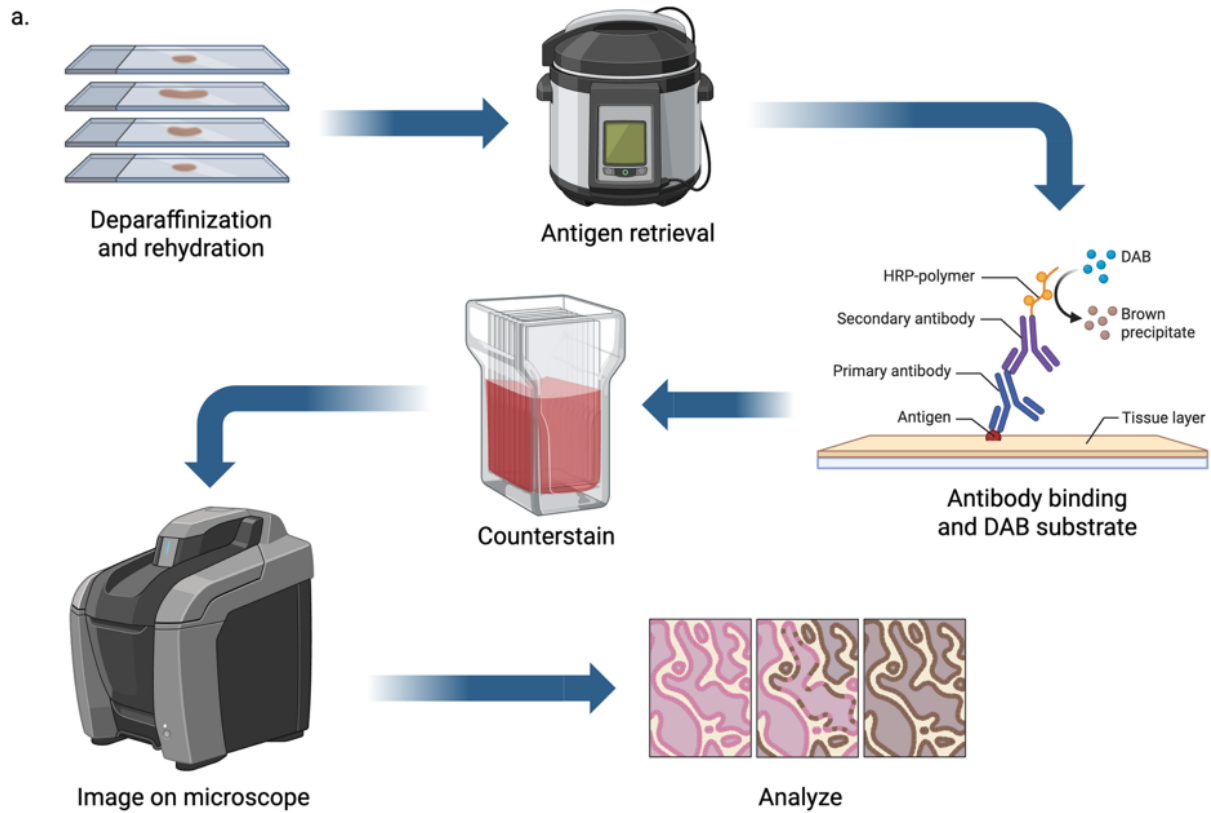 a.
Deparaffinization
and rehydration
Antigen retrieval
HRP-polymer
DAB
Secondary antibody
Brown
precipitate
Primary antibody
Antigen
Tissue layer
Antibody binding
and DAB substrate
Counterstain
Image on microscope
Analyze